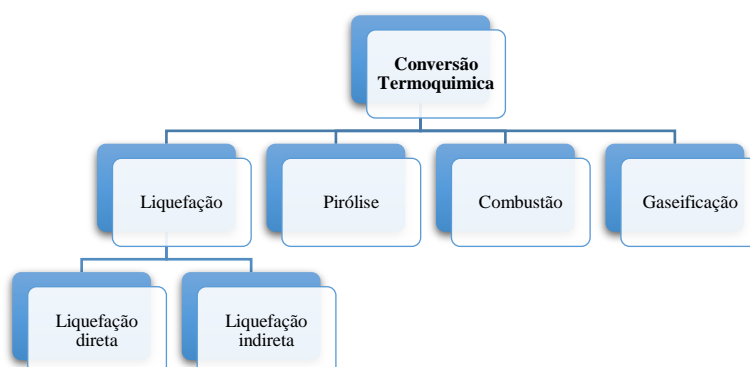 Conversão
Termoquimica
Liquefação
Pirólise
Combustão
Gaseificação
Liquefação
direta
Liquefação
indireta